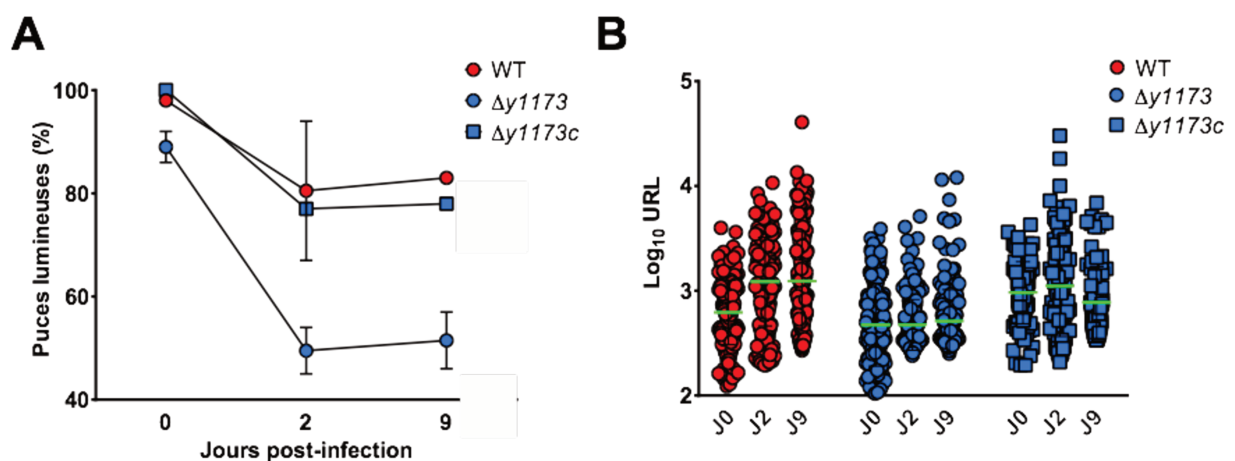 A
WT
Δy1173
Δy1173c
100
80
60
40
Puces lumineuses (%)
0 2 9
Jours post-infection
B
WT
Δy1173
Δy1173c
5
4
3
2
Log10 URL
J0 J2 J9 J0 J2 J9 J0 J2 J9